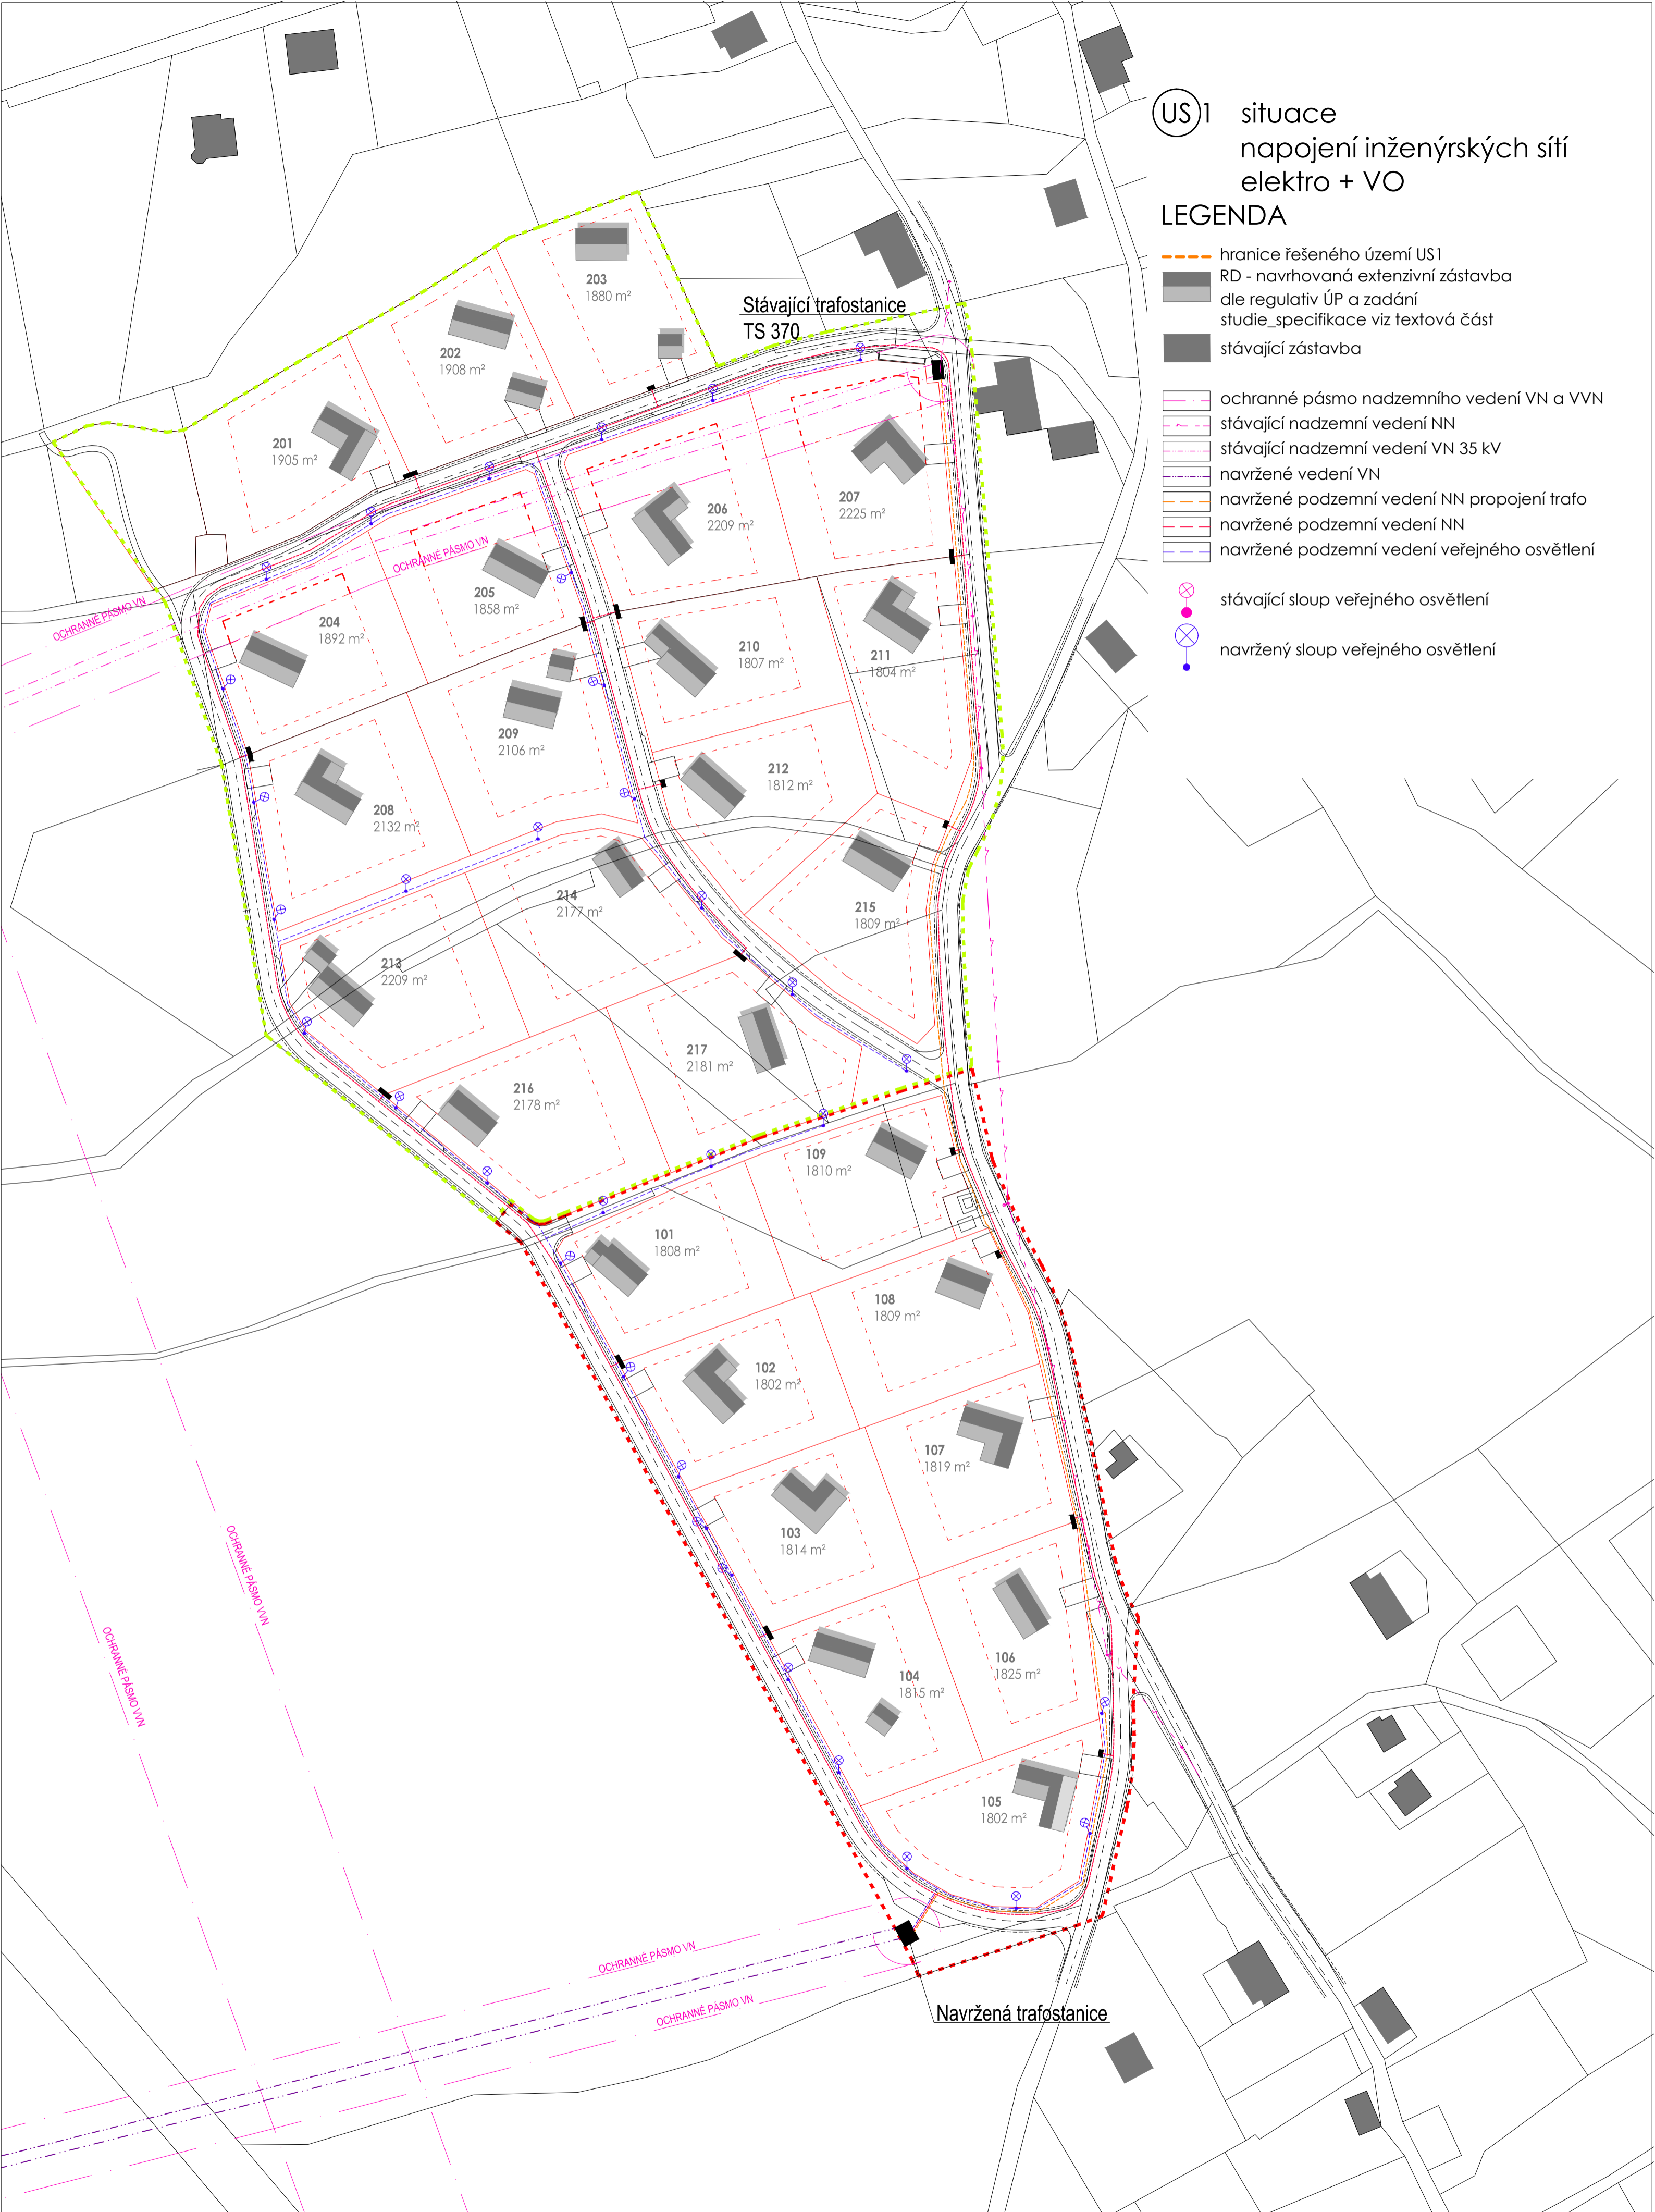 US 1 situace
napojení inženýrských sítí
elektro + VO
LEGENDA
hranice řešeného území US1
RD - navrhovaná extenzivní zástavba
dle regulativ ÚP a zadání
studie_specifikace viz textová část
stávající zástavba
ochranné pásmo nadzemního vedení VN a VVN
stávající nadzemní vedení NN
stávající nadzemní vedení VN 35 kV
navržené vedení VN
navržené podzemní vedení NN propojení trafo
navržené podzemní vedení NN
navržené podzemní vedení veřejného osvětlení
stávající sloup veřejného osvětlení
navržený sloup veřejného osvětlení
203
1880 m²
Stávající trafostanice
TS 370
202
1908 m²
201
1905 m²
207
2225 m²
206
2209 m²
OCHRANNÉ PÁSMO VN
205
1858 m²
OCHRANNÉ PÁSMO VN
204
1892 m²
210
1807 m²
211
1804 m²
209
2106 m²
212
1812 m²
208
2132 m²
214
2177 m²
215
1809 m²
213
2209 m²
217
2181 m²
216
2178 m²
109
1810 m²
101
1808 m²
108
1809 m²
102
1802 m²
107
1819 m²
103
1814 m²
OCHRANNÉ PÁSMO VVN
OCHRANNÉ PÁSMO VVN
106
1825 m²
104
1815 m²
105
1802 m²
OCHRANNÉ PÁSMO VN
OCHRANNÉ PÁSMO VN
Navržená trafostanice